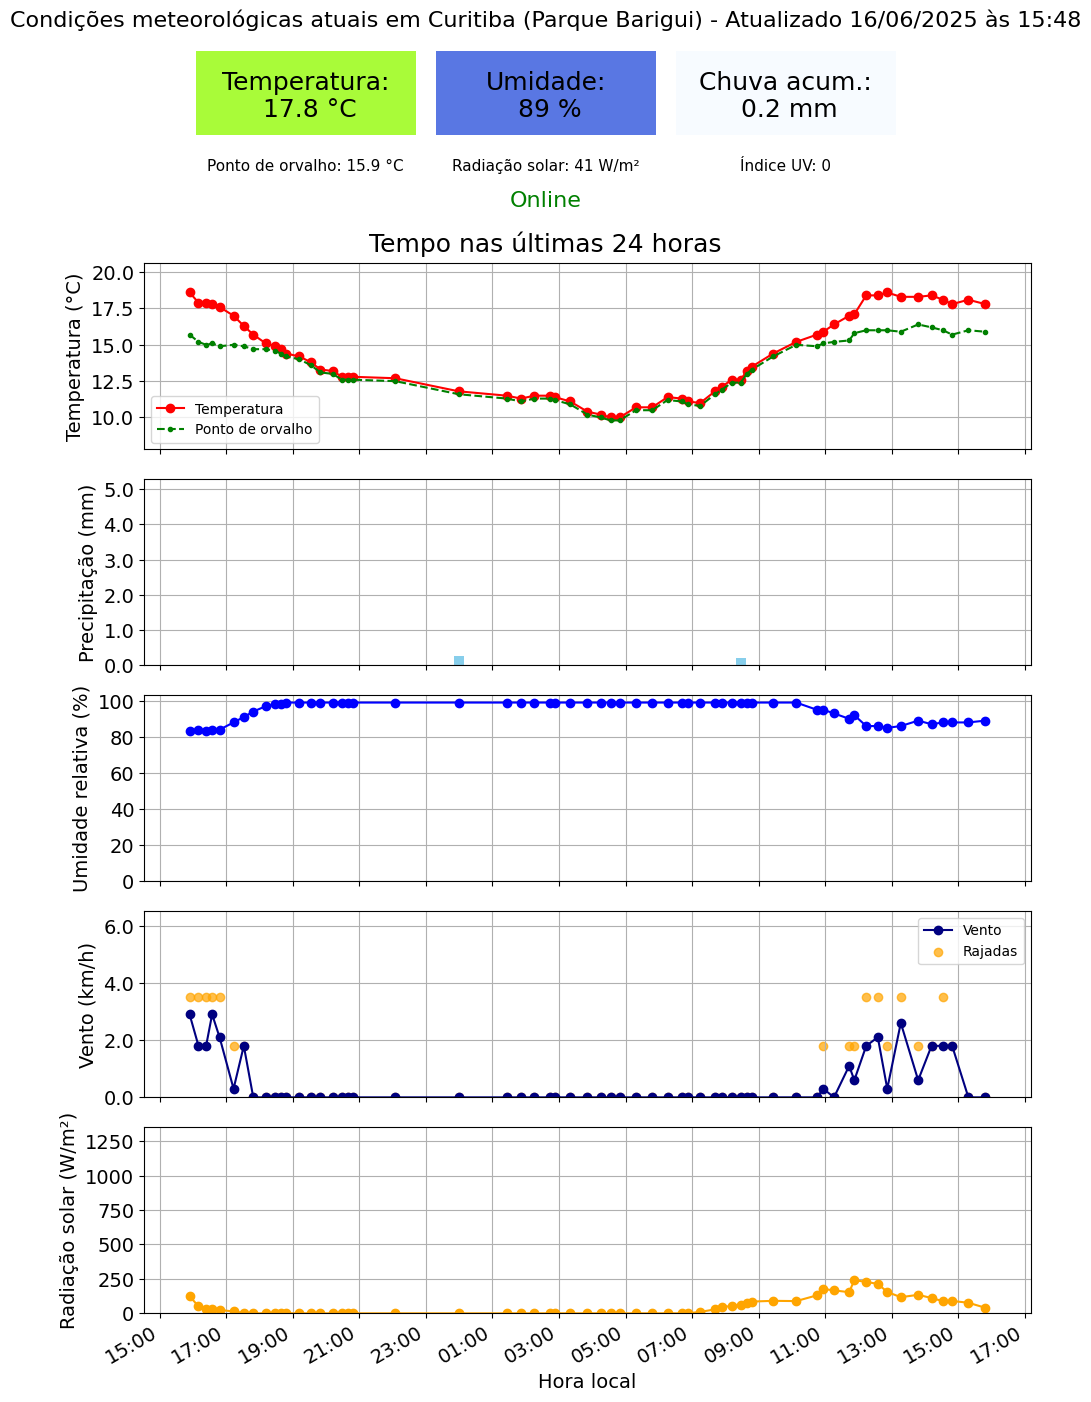 Condições meteorológicas atuais em Curitiba (Parque Barigui) - Atualizado 16/06/2025 às 15:48
Temperatura:
17.8 °C
Umidade:
89 %
Chuva acum.:
0.2 mm
Ponto de orvalho: 15.9 °C
Radiação solar: 41 W/m²
Índice UV: 0
Online
Tempo nas últimas 24 horas
Temperatura (°C)
20.0
17.5
15.0
12.5
10.0
Temperatura
Ponto de orvalho
Precipitação (mm)
5.0
4.0
3.0
2.0
1.0
0.0
Umidade relativa (%)
100
80
60
40
20
0
Vento (km/h)
6.0
4.0
2.0
0.0
Vento
Rajadas
Radiação solar (W/m²)
1250
1000
750
500
250
0
15:00
17:00
19:00
21:00
23:00
01:00
03:00
05:00
07:00
09:00
11:00
13:00
15:00
17:00
Hora local